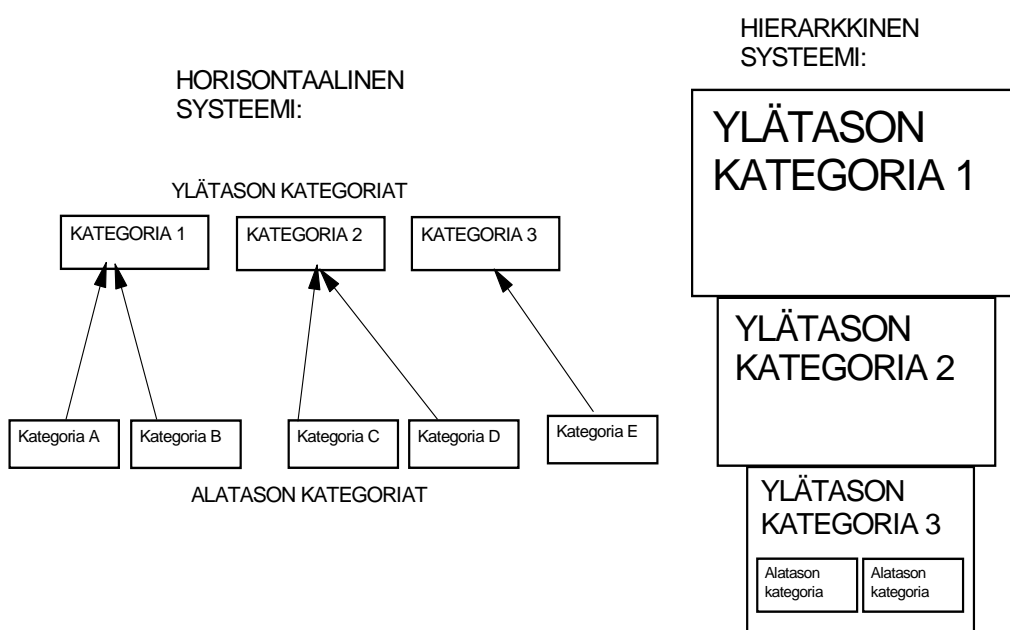 HORISONTAALINEN
SYSTEEMI:
YLÄTASON KATEGORIAT
KATEGORIA 1
KATEGORIA 2
KATEGORIA 3
Kategoria A
Kategoria B
Kategoria C
Kategoria D
Kategoria E
ALATASON KATEGORIAT
HIERARKKINEN
SYSTEEMI:
YLÄTASON
KATEGORIA 1
YLÄTASON
KATEGORIA 2
YLÄTASON
KATEGORIA 3
Alatason
kategoria
Alatason
kategoria